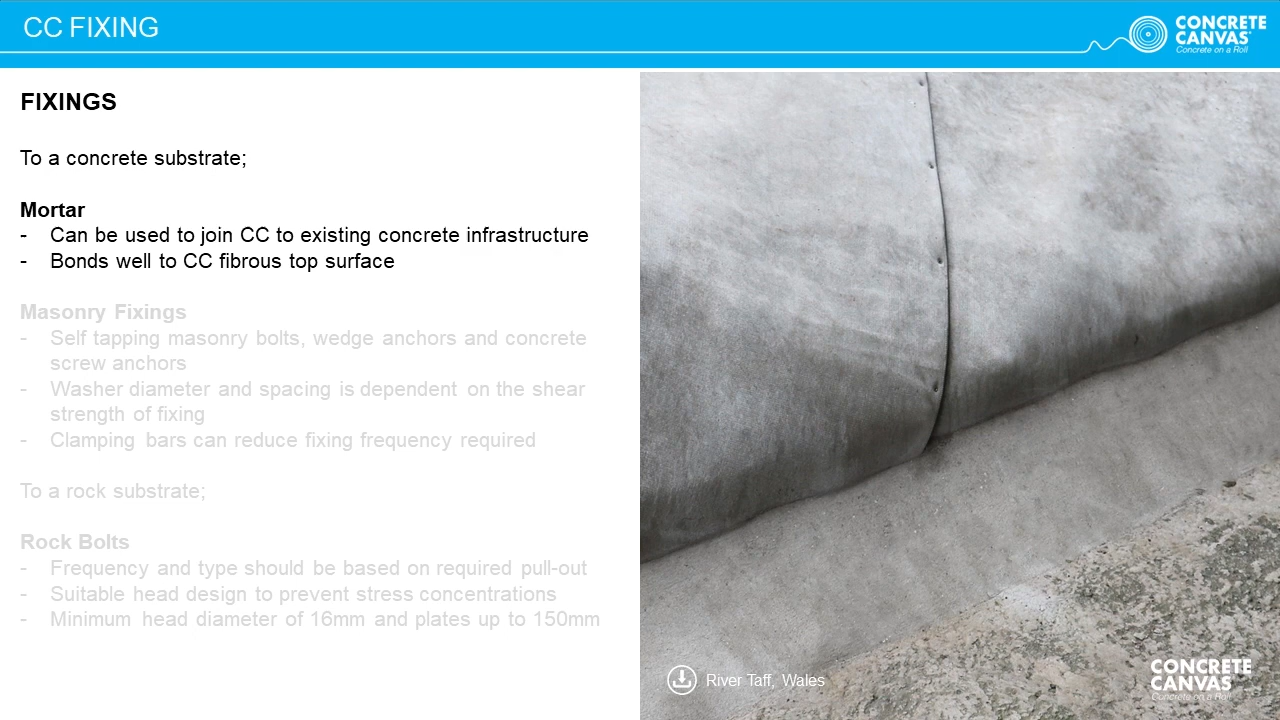 CC FIXING
CONCRETE
CANVAS®
Concrete on a Roll
FIXINGS
To a concrete substrate;
Mortar
- Can be used to join CC to existing concrete infrastructure
- Bonds well to CC fibrous top surface
Masonry Fixings
- Self tapping masonry bolts, wedge anchors and concrete
screw anchors
- Washer diameter and spacing is dependent on the shear
strength of fixing
- Clamping bars can reduce fixing frequency required
To a rock substrate;
Rock Bolts
- Frequency and type should be based on required pull-out
- Suitable head design to prevent stress concentrations
- Minimum head diameter of 16mm and plates up to 150mm
River Taff, Wales
CONCRETE
CANVAS®
Concrete on a Roll